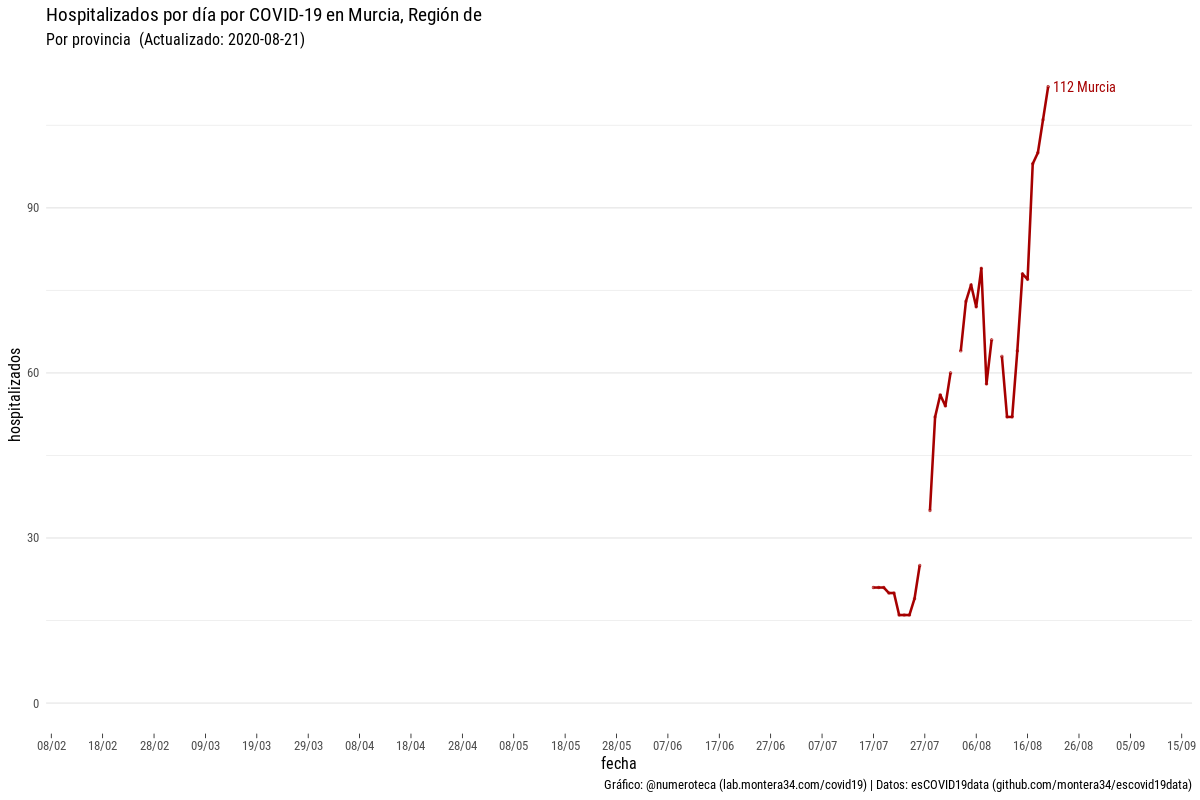 Hospitalizados por día por COVID-19 en Murcia, Región de
Por provincia  (Actualizado: 2020-08-21)
112 Murcia
90
60
30
0
hospitalizados
08/02 18/02 28/02 09/03 19/03 29/03 08/04 18/04 28/04 08/05 18/05 28/05 07/06 17/06 27/06 07/07 17/07 27/07 06/08 16/08 26/08 05/09 15/09
fecha
Gráfico: @numeroteca (lab.montera34.com/covid19) | Datos: esCOVID19data (github.com/montera34/escovid19data)